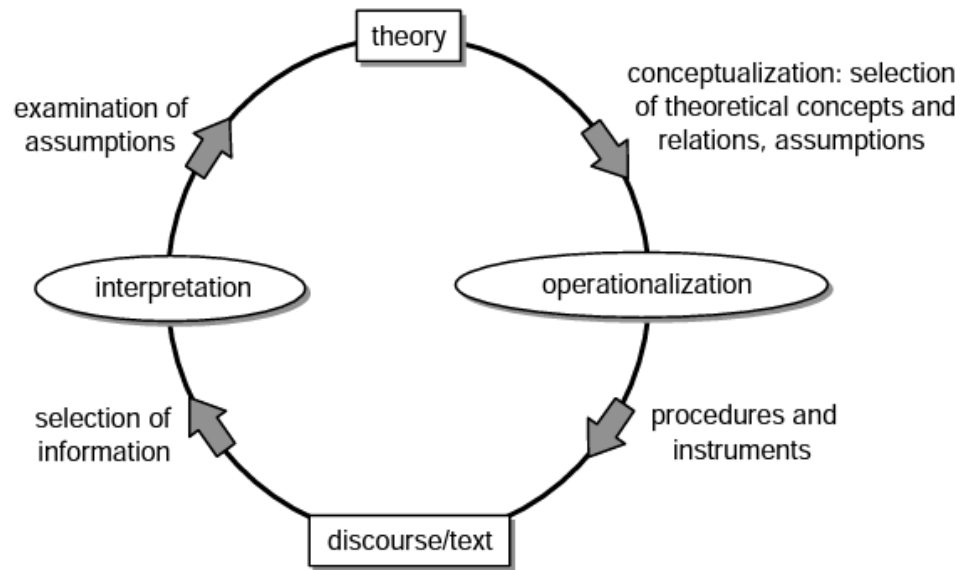 theory
conceptualization: selection
of theoretical concepts and
relations, assumptions
examination of
assumptions
interpretation
operationalization
selection of
information
procedures and
instruments
discourse/text